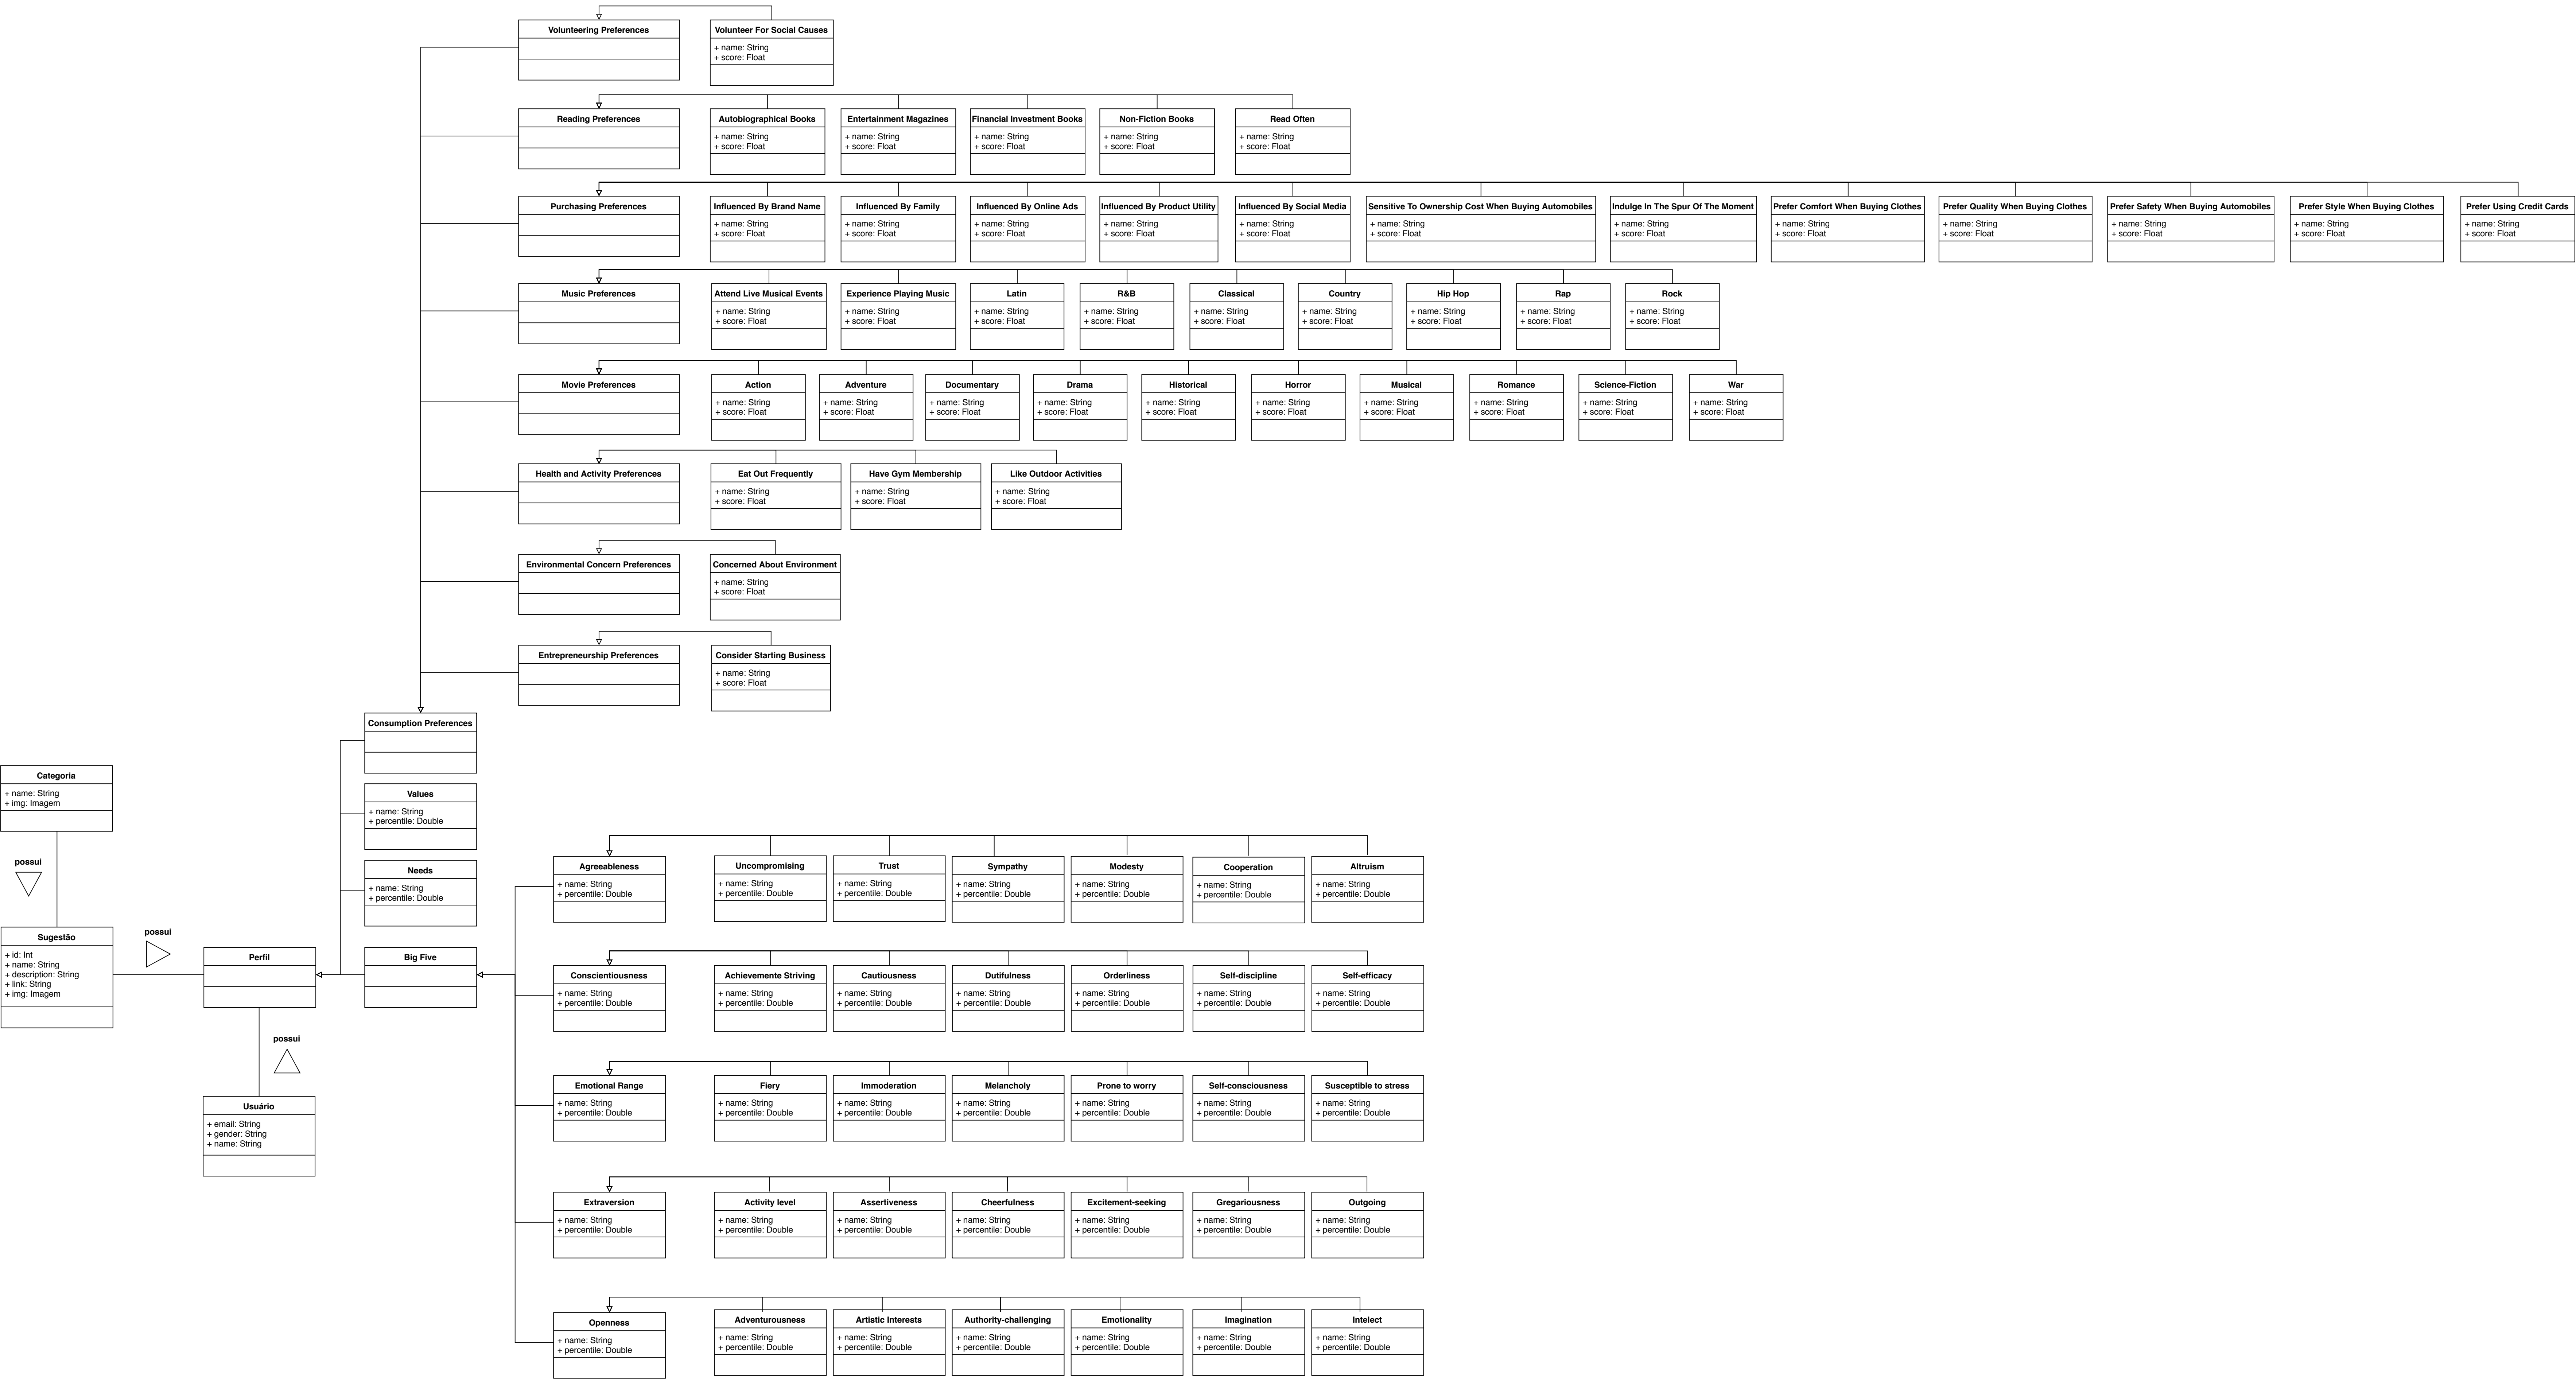 Volunteering Preferences
Volunteer For Social Causes
+ name: String
+ score: Float
Reading Preferences
Autobiographical Books
+ name: String
+ score: Float
Entertainment Magazines
+ name: String
+ score: Float
Financial Investment Books
+ name: String
+ score: Float
Non-Fiction Books
+ name: String
+ score: Float
Read Often
+ name: String
+ score: Float
Purchasing Preferences
Influenced By Brand Name
+ name: String
+ score: Float
Influenced By Family
+ name: String
+ score: Float
Influenced By Online Ads
+ name: String
+ score: Float
Influenced By Product Utility
+ name: String
+ score: Float
Influenced By Social Media
+ name: String
+ score: Float
Sensitive To Ownership Cost When Buying Automobiles
+ name: String
+ score: Float
Indulge In The Spur Of The Moment
+ name: String
+ score: Float
Prefer Comfort When Buying Clothes
+ name: String
+ score: Float
Prefer Quality When Buying Clothes
+ name: String
+ score: Float
Prefer Safety When Buying Automobiles
+ name: String
+ score: Float
Prefer Style When Buying Clothes
+ name: String
+ score: Float
Prefer Using Credit Cards
+ name: String
+ score: Float
Music Preferences
Attend Live Musical Events
+ name: String
+ score: Float
Experience Playing Music
+ name: String
+ score: Float
Latin
+ name: String
+ score: Float
R&B
+ name: String
+ score: Float
Classical
+ name: String
+ score: Float
Country
+ name: String
+ score: Float
Hip Hop
+ name: String
+ score: Float
Rap
+ name: String
+ score: Float
Rock
+ name: String
+ score: Float
Movie Preferences
Action
+ name: String
+ score: Float
Adventure
+ name: String
+ score: Float
Documentary
+ name: String
+ score: Float
Drama
+ name: String
+ score: Float
Historical
+ name: String
+ score: Float
Horror
+ name: String
+ score: Float
Musical
+ name: String
+ score: Float
Romance
+ name: String
+ score: Float
Science-Fiction
+ name: String
+ score: Float
War
+ name: String
+ score: Float
Health and Activity Preferences
Eat Out Frequently
+ name: String
+ score: Float
Have Gym Membership
+ name: String
+ score: Float
Like Outdoor Activities
+ name: String
+ score: Float
Environmental Concern Preferences
Concerned About Environment
+ name: String
+ score: Float
Entrepreneurship Preferences
Consider Starting Business
+ name: String
+ score: Float
Consumption Preferences
Categoria
+ name: String
+ img: Imagem
Values
+ name: String
+ percentile: Double
possui
Needs
+ name: String
+ percentile: Double
Sugestão
+ id: Int
+ name: String
+ description: String
+ link: String
+ img: Imagem
possui
Perfil
Big Five
possui
Usuário
+ email: String
+ gender: String
+ name: String
Agreeableness
+ name: String
+ percentile: Double
Uncompromising
+ name: String
+ percentile: Double
Trust
+ name: String
+ percentile: Double
Sympathy
+ name: String
+ percentile: Double
Modesty
+ name: String
+ percentile: Double
Cooperation
+ name: String
+ percentile: Double
Altruism
+ name: String
+ percentile: Double
Conscientiousness
+ name: String
+ percentile: Double
Achievemente Striving
+ name: String
+ percentile: Double
Cautiousness
+ name: String
+ percentile: Double
Dutifulness
+ name: String
+ percentile: Double
Orderliness
+ name: String
+ percentile: Double
Self-discipline
+ name: String
+ percentile: Double
Self-efficacy
+ name: String
+ percentile: Double
Emotional Range
+ name: String
+ percentile: Double
Fiery
+ name: String
+ percentile: Double
Immoderation
+ name: String
+ percentile: Double
Melancholy
+ name: String
+ percentile: Double
Prone to worry
+ name: String
+ percentile: Double
Self-consciousness
+ name: String
+ percentile: Double
Susceptible to stress
+ name: String
+ percentile: Double
Extraversion
+ name: String
+ percentile: Double
Activity level
+ name: String
+ percentile: Double
Assertiveness
+ name: String
+ percentile: Double
Cheerfulness
+ name: String
+ percentile: Double
Excitement-seeking
+ name: String
+ percentile: Double
Gregariousness
+ name: String
+ percentile: Double
Outgoing
+ name: String
+ percentile: Double
Openness
+ name: String
+ percentile: Double
Adventurousness
+ name: String
+ percentile: Double
Artistic Interests
+ name: String
+ percentile: Double
Authority-challenging
+ name: String
+ percentile: Double
Emotionality
+ name: String
+ percentile: Double
Imagination
+ name: String
+ percentile: Double
Intelect
+ name: String
+ percentile: Double